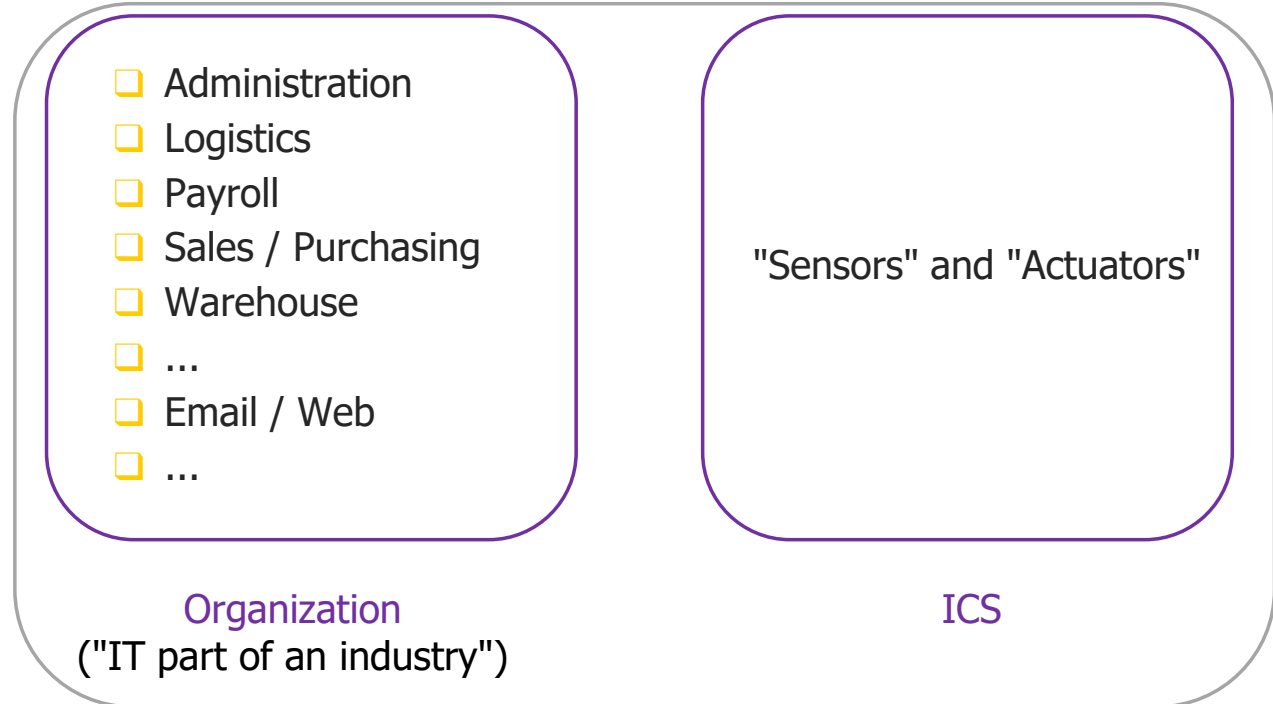 Administration
Logistics
Payroll
Sales / Purchasing
Warehouse
...
Email / Web
...
"Sensors" and "Actuators"
Organization
("IT part of an industry")
ICS